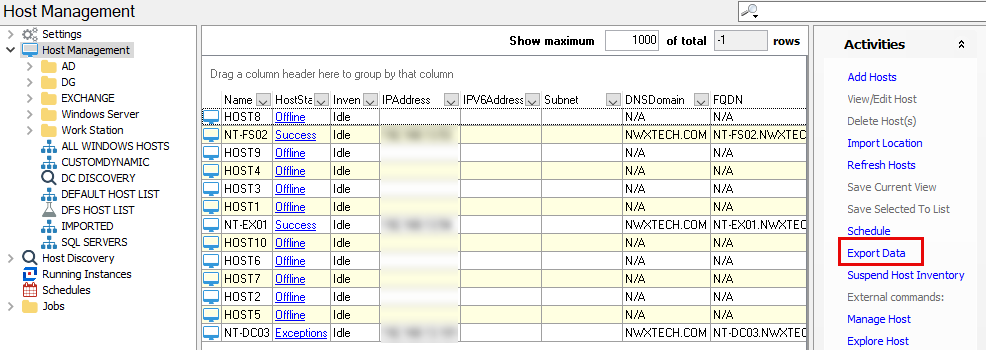 Host Management
Show maximum 1000 of total -1 rows
Drag a column header here to group by that column
Name HostSta Inven IPAddress IPV6Address Subnet DNSDomain FQDN
HOST8 Offline Idle N/A N/A
NT-FS02 Success Idle NWXTECH.COM NT-FS02.NWXTEC
HOST9 Offline Idle N/A N/A
HOST4 Offline Idle N/A N/A
HOST3 Offline Idle N/A N/A
HOST1 Offline Idle N/A N/A
NT-EX01 Success Idle NWXTECH.COM NT-EX01.NWXTEC
HOST10 Offline Idle N/A N/A
HOST6 Offline Idle N/A N/A
HOST7 Offline Idle N/A N/A
HOST2 Offline Idle N/A N/A
HOST5 Offline Idle N/A N/A
NT-DC03 Exceptions Idle NWXTECH.COM NT-DC03.NWXTEC
Settings
Host Management
AD
DG
EXCHANGE
Windows Server
Work Station
ALL WINDOWS HOSTS
CUSTOMDYNAMIC
DC DISCOVERY
DEFAULT HOST LIST
DFS HOST LIST
IMPORTED
SQL SERVERS
Host Discovery
Running Instances
Schedules
Jobs
Activities
Add Hosts
View/Edit Host
Delete Host(s)
Import Location
Refresh Hosts
Save Current View
Save Selected To List
Schedule
Export Data
Suspend Host Inventory
External commands:
Manage Host
Explore Host